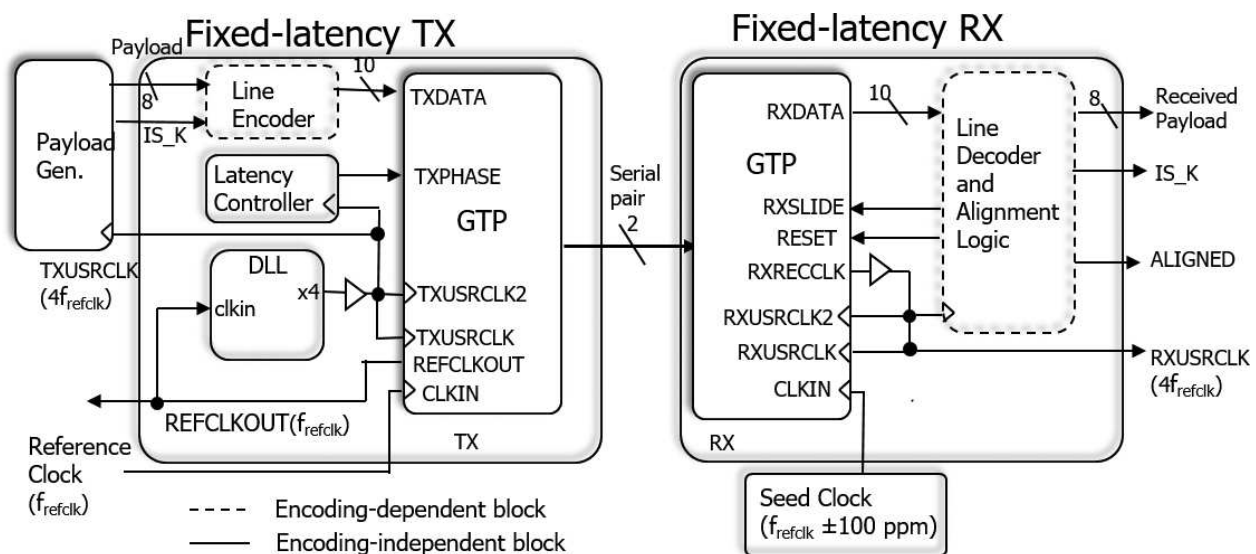 Fixed-latency TX
Fixed-latency RX
Payload
8
IS_K
Payload
Gen.
Line
Encoder
10
TXDATA
Latency
Controller
TXPHASE
GTP
TXUSRCLK
(4f_refclk)
DLL
x4
clkin
TXUSRCLK2
TXUSRCLK
REFCLKOUT
CLKIN
REFCLKOUT(f_refclk)
TX
Reference
Clock
(f_refclk)
Serial
pair
2
RXDATA
10
GTP
RXSLIDE
RESET
RXRECCLK
RXUSRCLK2
RXUSRCLK
CLKIN
RX
Line
Decoder
and
Alignment
Logic
8
Received
Payload
IS_K
ALIGNED
RXUSRCLK
(4f_refclk)
Seed Clock
(f_refclk ±100 ppm)
Encoding-dependent block
Encoding-independent block